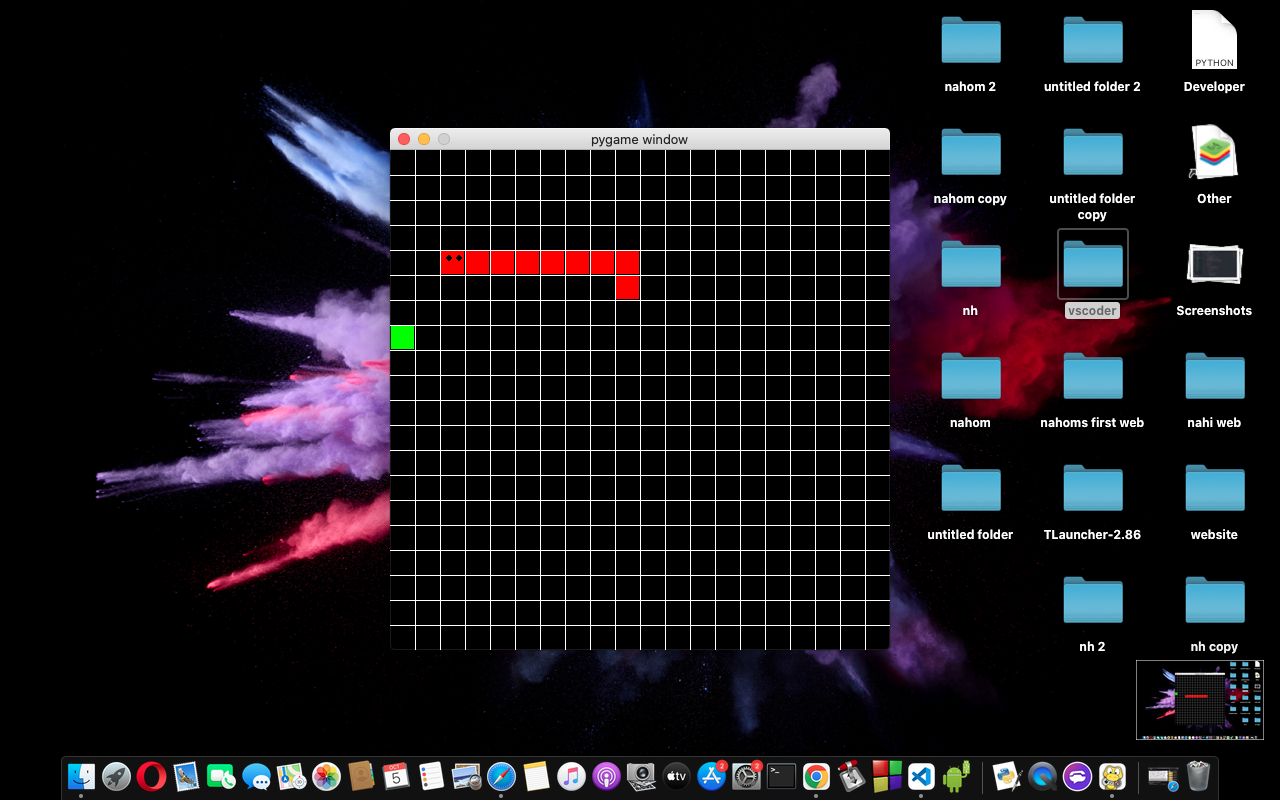 nahom 2
untitled folder 2
PYTHON
Developer
pygame window
nahom copy
untitled folder
copy
Other
nh
vscoder
Screenshots
nahom
nahoms first web
nahi web
untitled folder
TLauncher-2.86
website
nh 2
nh copy
OCT
5
tv
2
2
>_